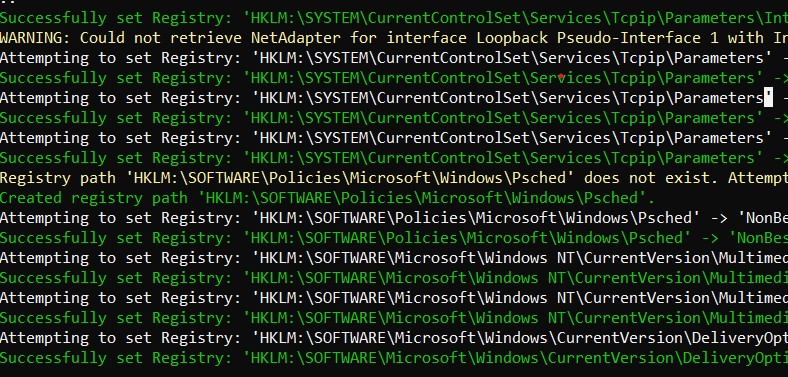 Successfully set Registry: 'HKLM:\SYSTEM\CurrentControlSet\Services\Tcpip\Parameters\Int
WARNING: Could not retrieve NetAdapter for interface Loopback Pseudo-Interface 1 with In
Attempting to set Registry: 'HKLM:\SYSTEM\CurrentControlSet\Services\Tcpip\Parameters' -
Successfully set Registry: 'HKLM:\SYSTEM\CurrentControlSet\Services\Tcpip\Parameters' ->
Attempting to set Registry: 'HKLM:\SYSTEM\CurrentControlSet\Services\Tcpip\Parameters' -
Successfully set Registry: 'HKLM:\SYSTEM\CurrentControlSet\Services\Tcpip\Parameters' ->
Attempting to set Registry: 'HKLM:\SYSTEM\CurrentControlSet\Services\Tcpip\Parameters' -
Successfully set Registry: 'HKLM:\SYSTEM\CurrentControlSet\Services\Tcpip\Parameters' ->
Registry path 'HKLM:\SOFTWARE\Policies\Microsoft\Windows\Psched' does not exist. Attempt
Created registry path 'HKLM:\SOFTWARE\Policies\Microsoft\Windows\Psched'.
Attempting to set Registry: 'HKLM:\SOFTWARE\Policies\Microsoft\Windows\Psched' -> 'NonBe
Successfully set Registry: 'HKLM:\SOFTWARE\Policies\Microsoft\Windows\Psched' -> 'NonBes
Attempting to set Registry: 'HKLM:\SOFTWARE\Microsoft\Windows NT\CurrentVersion\Multimed
Successfully set Registry: 'HKLM:\SOFTWARE\Microsoft\Windows NT\CurrentVersion\Multimedi
Attempting to set Registry: 'HKLM:\SOFTWARE\Microsoft\Windows NT\CurrentVersion\Multimed
Successfully set Registry: 'HKLM:\SOFTWARE\Microsoft\Windows NT\CurrentVersion\Multimedi
Attempting to set Registry: 'HKLM:\SOFTWARE\Microsoft\Windows\CurrentVersion\DeliveryOpt
Successfully set Registry: 'HKLM:\SOFTWARE\Microsoft\Windows\CurrentVersion\DeliveryOpti